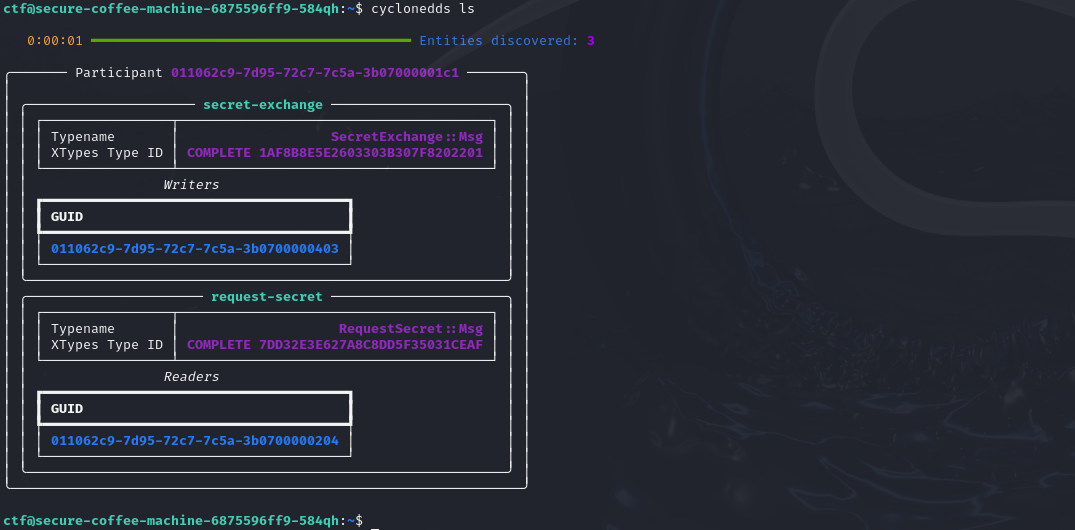 ctf@secure-coffee-machine-6875596ff9-584qh:~$ cyclonedds ls
0:00:01 Entities discovered: 3
Participant 011062c9-7d95-72c7-7c5a-3b07000001c1
secret-exchange
Typename SecretExchange::Msg
XTypes Type ID COMPLETE 1AF8B8E5E2603303B307F8202201
Writers
GUID
011062c9-7d95-72c7-7c5a-3b0700000403
request-secret
Typename RequestSecret::Msg
XTypes Type ID COMPLETE 7DD32E3E627A8C8DD5F35031CEAF
Readers
GUID
011062c9-7d95-72c7-7c5a-3b0700000204
ctf@secure-coffee-machine-6875596ff9-584qh:~$